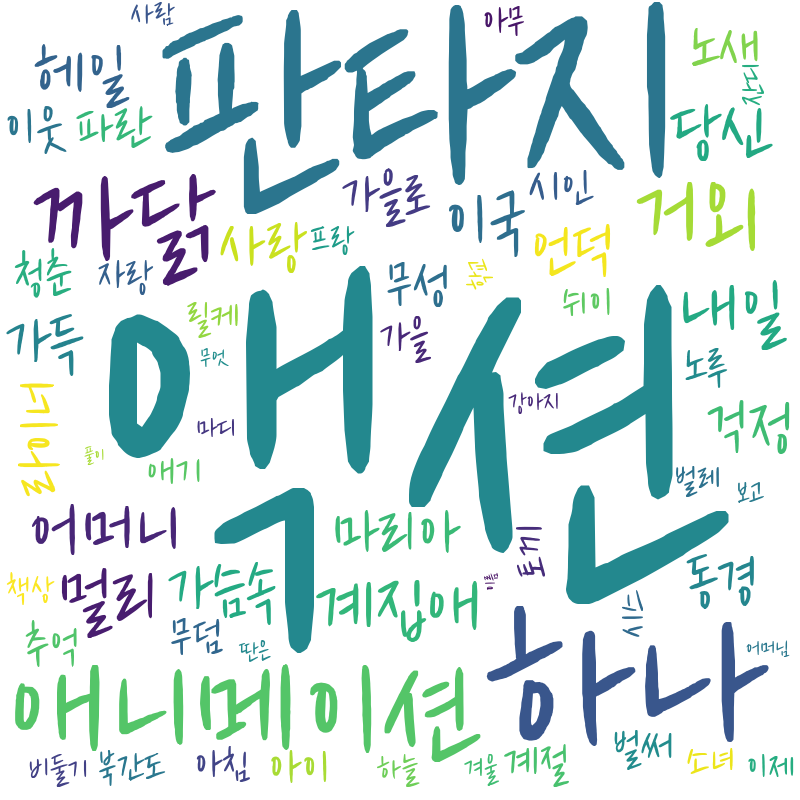 사람
아무
판타지
헤일
노새
잔디
이웃
파란
당신
까닭
가을로
이국
시인
거외
사랑
프랑
언덕
청춘
자랑
무성
릴케
쉬이
내일
가득
가을
무엇
노루
액션
라이너
강아지
걱정
마디
풀이
애기
벌레
보고
어머니
마리아
토끼
동경
책상
멀리
가슴속
계집애
추억
무덤
딴은
하나
어머님
애니메이션
비둘기
북간도
아침
아이
하늘
겨울
계절
벌써
소녀
이제